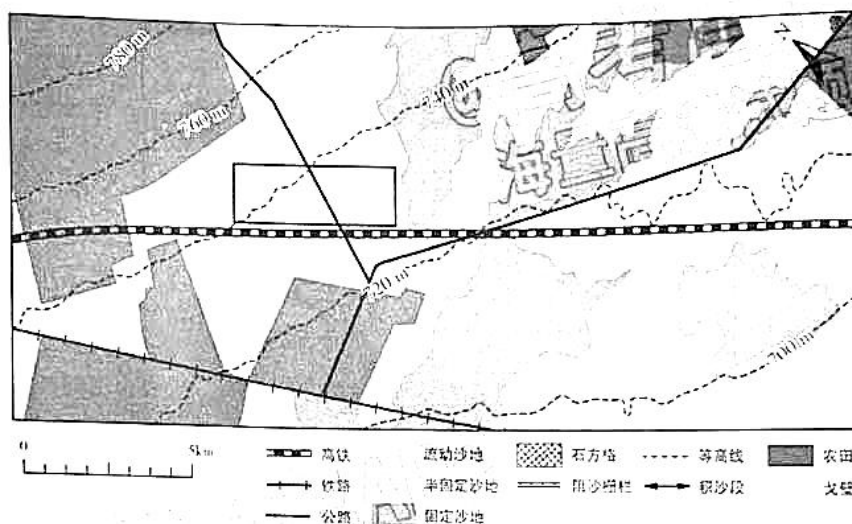 780m
760m
740m
720m
700m
N
0 5km
高铁 流动沙地 石方格 等高线 农田
铁路 半固定沙地 阻沙栅栏 积沙段 戈壁
公路 固定沙地